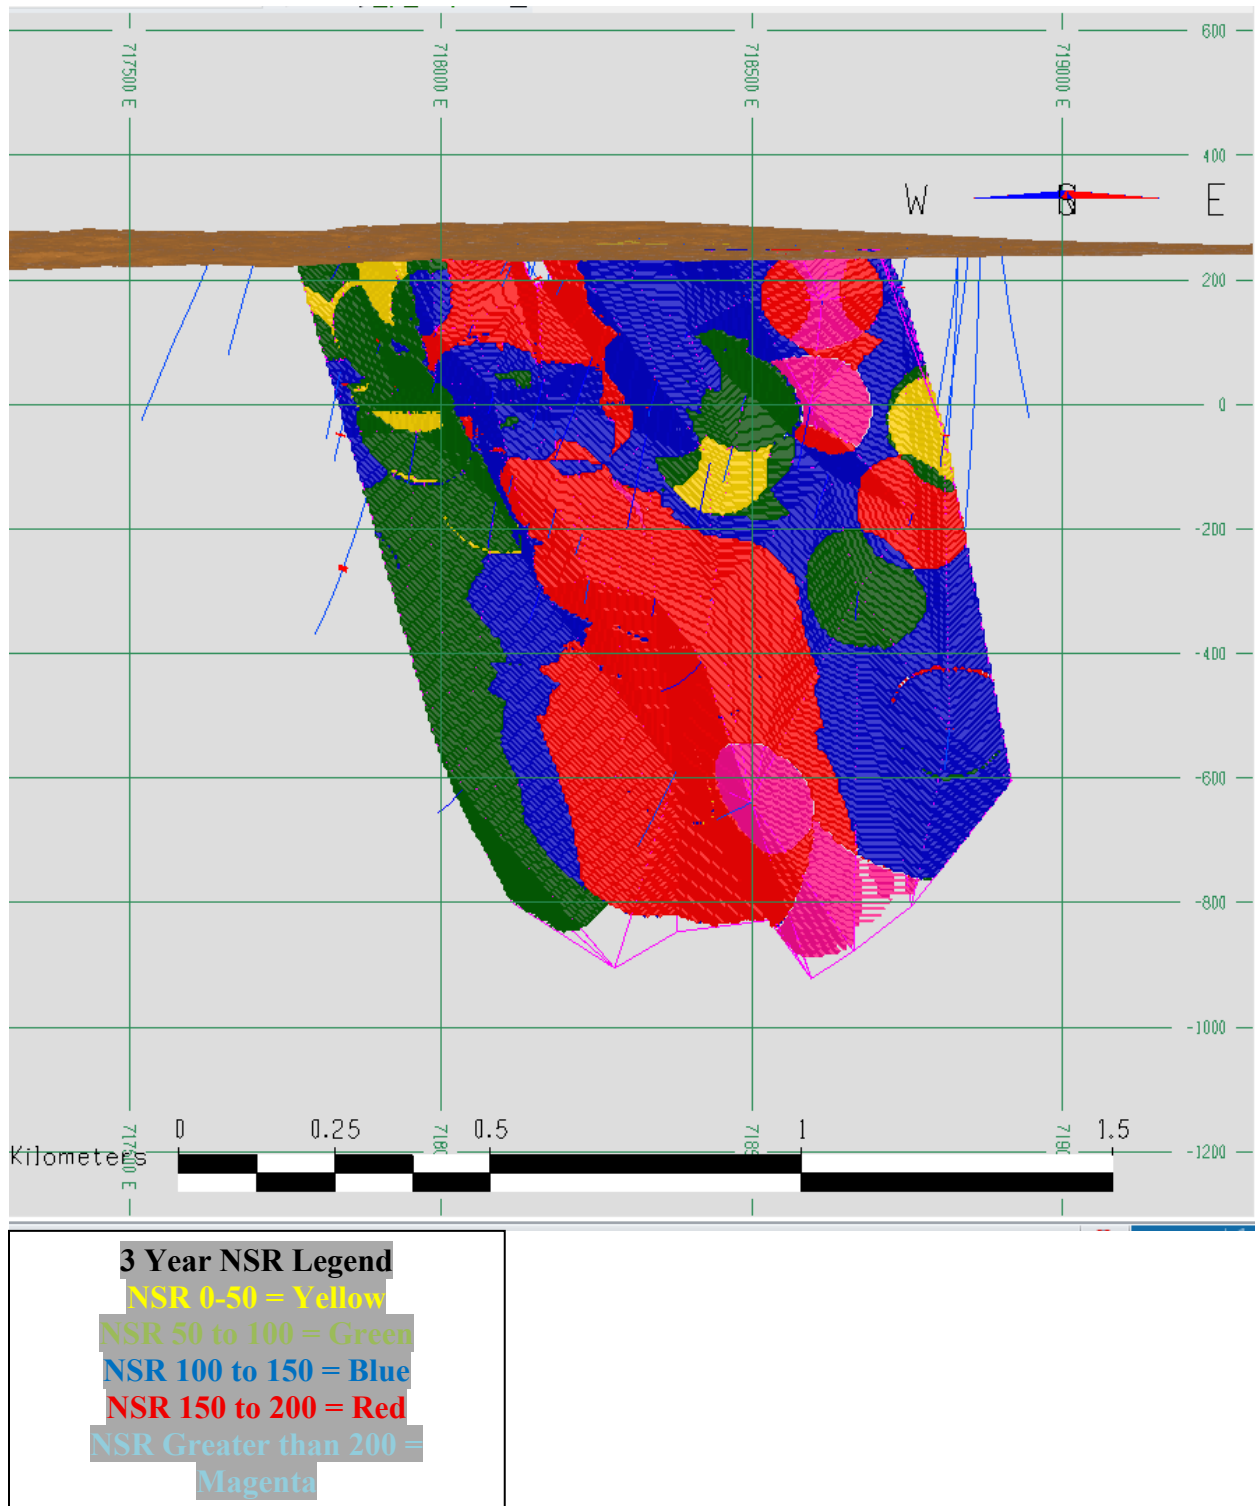 600
717500 E
718000 E
718500 E
719000 E
400
W
E
200
0
-200
-400
-600
-800
-1000
0
0.25
0.5
1
1.5
Kilometers
-1200
3 Year NSR Legend
NSR 0-50 = Yellow
NSR 50 to 100 = Green
NSR 100 to 150 = Blue
NSR 150 to 200 = Red
NSR Greater than 200 =
Magenta